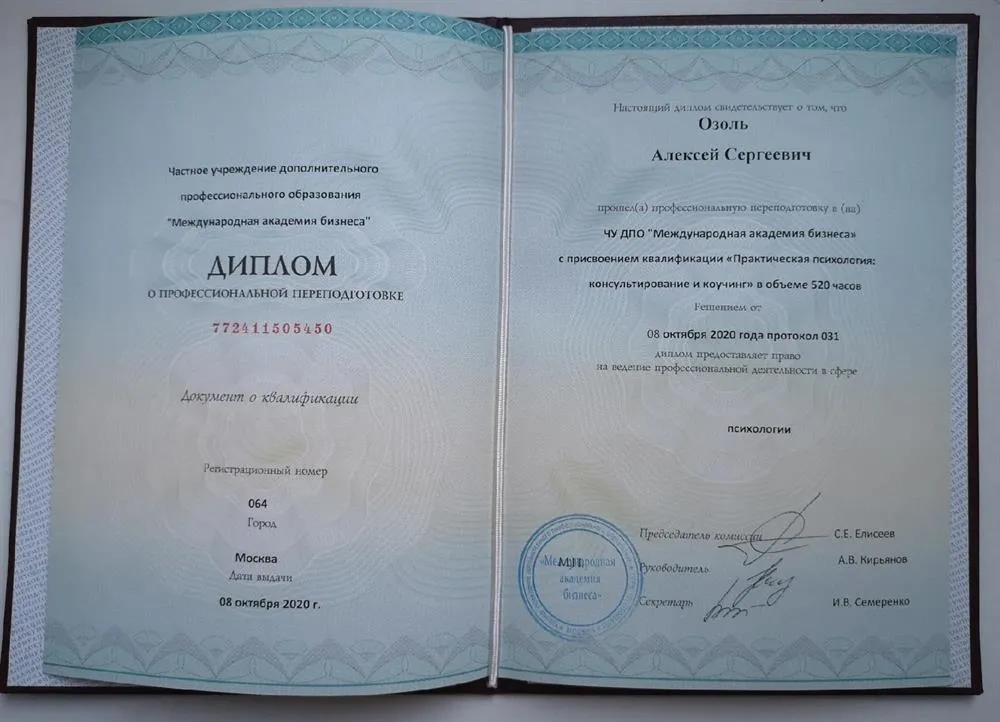 Частное учреждение дополнительного
профессионального образования
"Международная академия бизнеса"
ДИПЛОМ
О ПРОФЕССИОНАЛЬНОЙ ПЕРЕПОДГОТОВКЕ
772411505450
Документ о квалификации
Регистрационный номер
064
Город
Москва
Дата выдачи
08 октября 2020 г.
Настоящий диплом свидетельствует о том, что
Озоль
Алексей Сергеевич
прошел(а) профессиональную переподготовку в (на)
ЧУ ДПО "Международная академия бизнеса»
с присвоением квалификации «Практическая психология:
консультирование и коучинг» в объеме 520 часов
Решением от
08 октября 2020 года протокол 031
диплом предоставляет право
на ведение профессиональной деятельности в сфере
психологии
Председатель комиссии
С.Е. Елисеев
Руководитель
А.В. Кирьянов
Секретарь
И.В. Семеренко
М.П.
«Международная
академия
бизнеса»